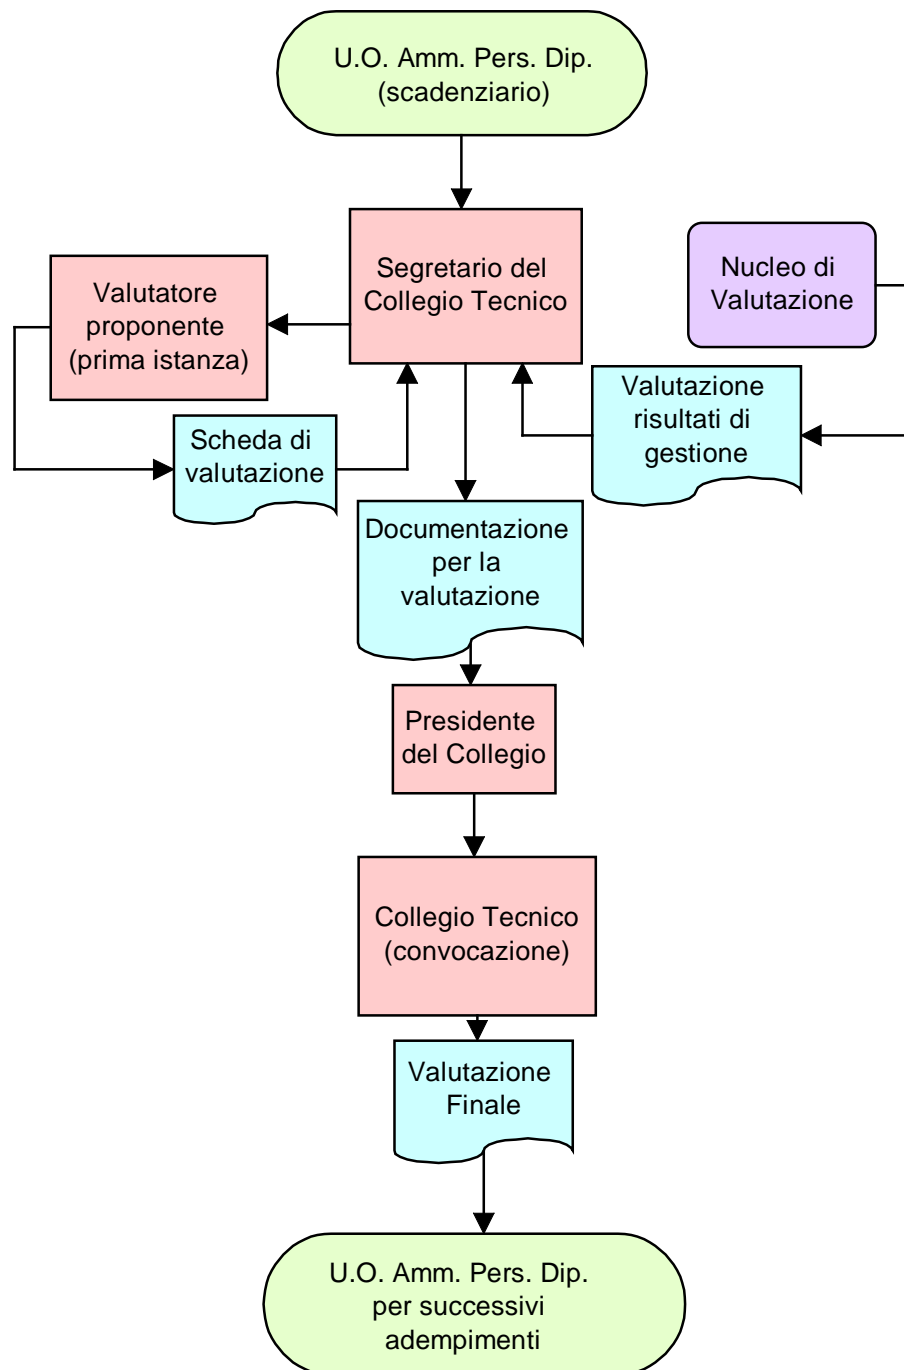 U.O. Amm. Pers. Dip.
(scadenziario)
Segretario del
Collegio Tecnico
Nucleo di
Valutazione
Valutatore
proponente
(prima istanza)
Valutazione
risultati di
gestione
Scheda di
valutazione
Documentazione
per la
valutazione
Presidente
del Collegio
Collegio Tecnico
(convocazione)
Valutazione
Finale
U.O. Amm. Pers. Dip.
per successivi
adempimenti